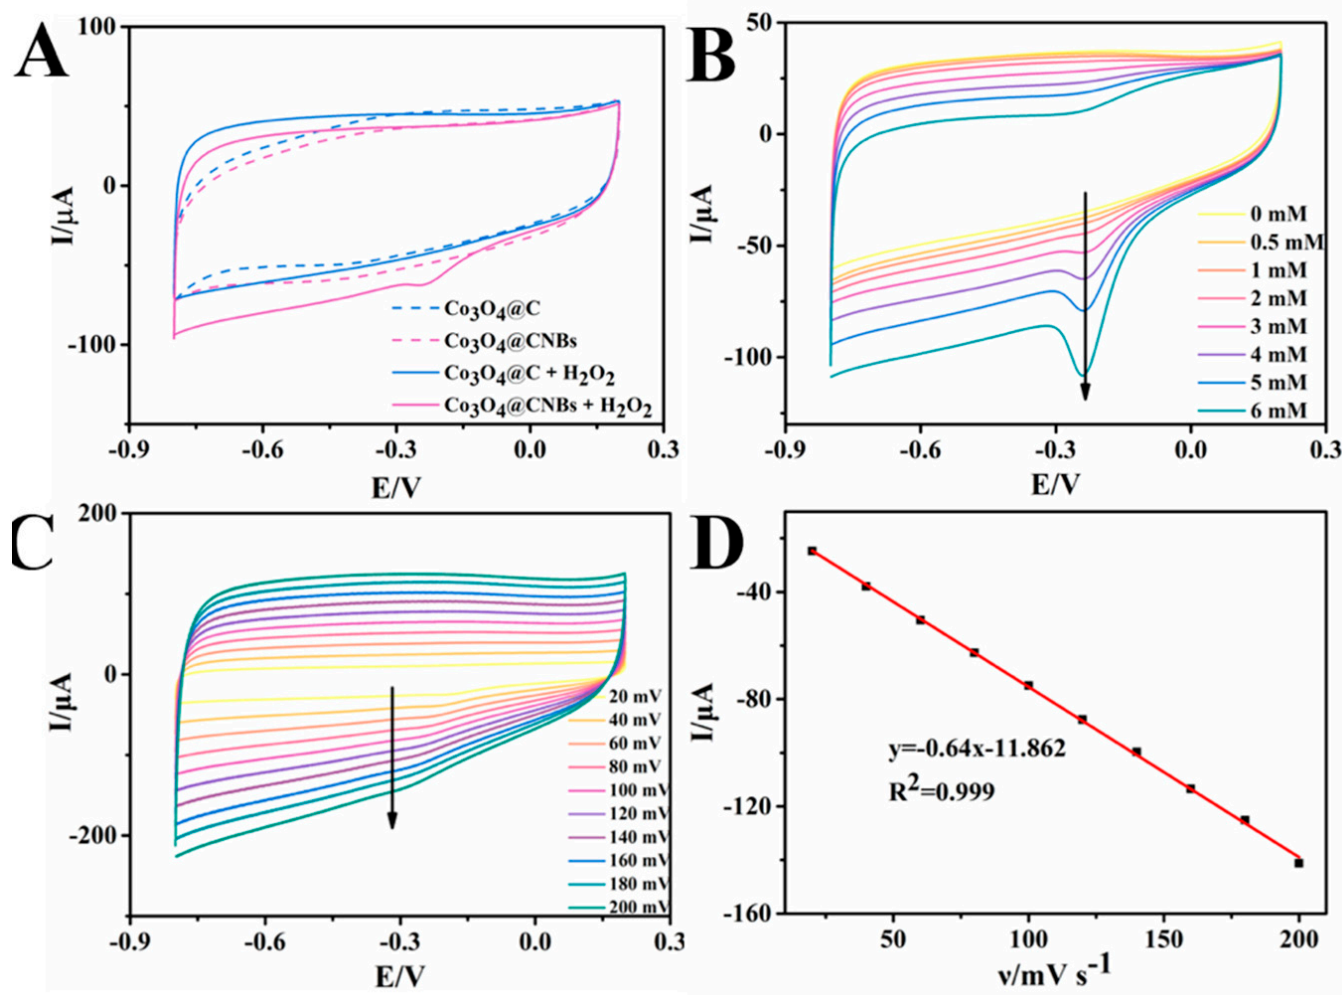 A
100
0
-100
I/μA
Co3O4@C
Co3O4@CNBs
Co3O4@C + H2O2
Co3O4@CNBs + H2O2
-0.9
-0.6
-0.3
0.0
0.3
E/V
B
50
0
-50
-100
I/μA
0 mM
0.5 mM
1 mM
2 mM
3 mM
4 mM
5 mM
6 mM
-0.9
-0.6
-0.3
0.0
0.3
E/V
C
200
0
-200
I/μA
20 mV
40 mV
60 mV
80 mV
100 mV
120 mV
140 mV
160 mV
180 mV
200 mV
-0.9
-0.6
-0.3
0.0
0.3
E/V
D
-40
-80
-120
-160
I/μA
y=-0.64x-11.862
R2=0.999
50
100
150
200
ν/mV s-1